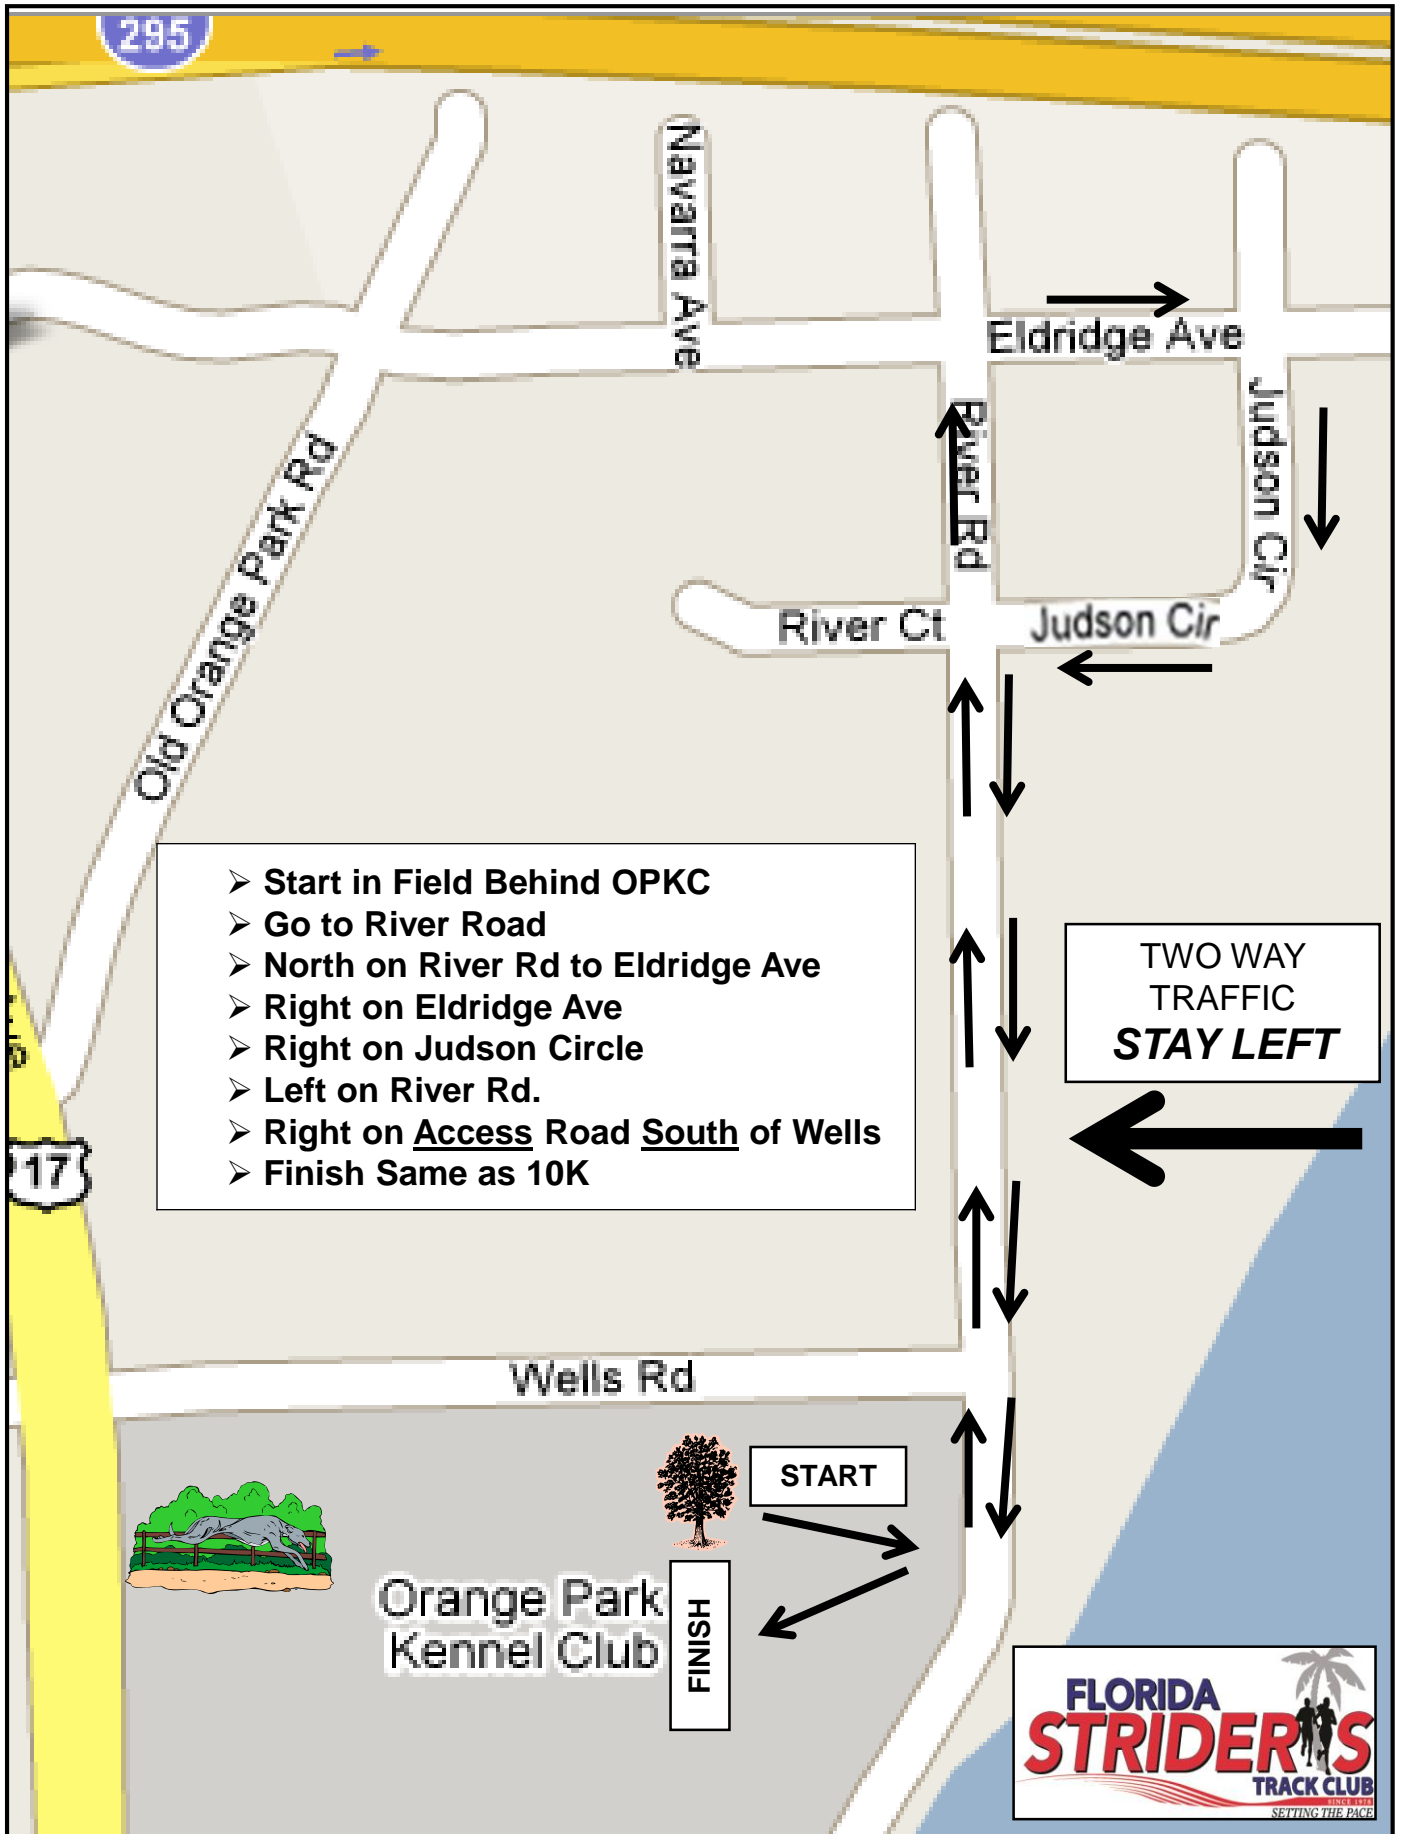 295
Navarra Ave
Eldridge Ave
Judson Cir
River Rd
Old Orange Park Rd
River Ct
Judson Cir
➢ Start in Field Behind OPKC
➢ Go to River Road
➢ North on River Rd to Eldridge Ave
➢ Right on Eldridge Ave
➢ Right on Judson Circle
➢ Left on River Rd.
➢ Right on Access Road South of Wells
➢ Finish Same as 10K
TWO WAY
TRAFFIC
STAY LEFT
17
Wells Rd
START
Orange Park
Kennel Club
FINISH
FLORIDA
STRIDERS
TRACK CLUB
SINCE 1978
SETTING THE PACE